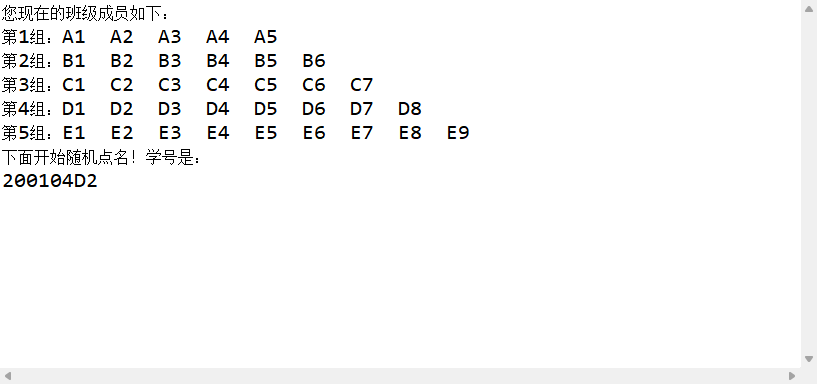 您现在的班级成员如下：
第1组：A1 A2 A3 A4 A5
第2组：B1 B2 B3 B4 B5 B6
第3组：C1 C2 C3 C4 C5 C6 C7
第4组：D1 D2 D3 D4 D5 D6 D7 D8
第5组：E1 E2 E3 E4 E5 E6 E7 E8 E9
下面开始随机点名！学号是：
200104D2